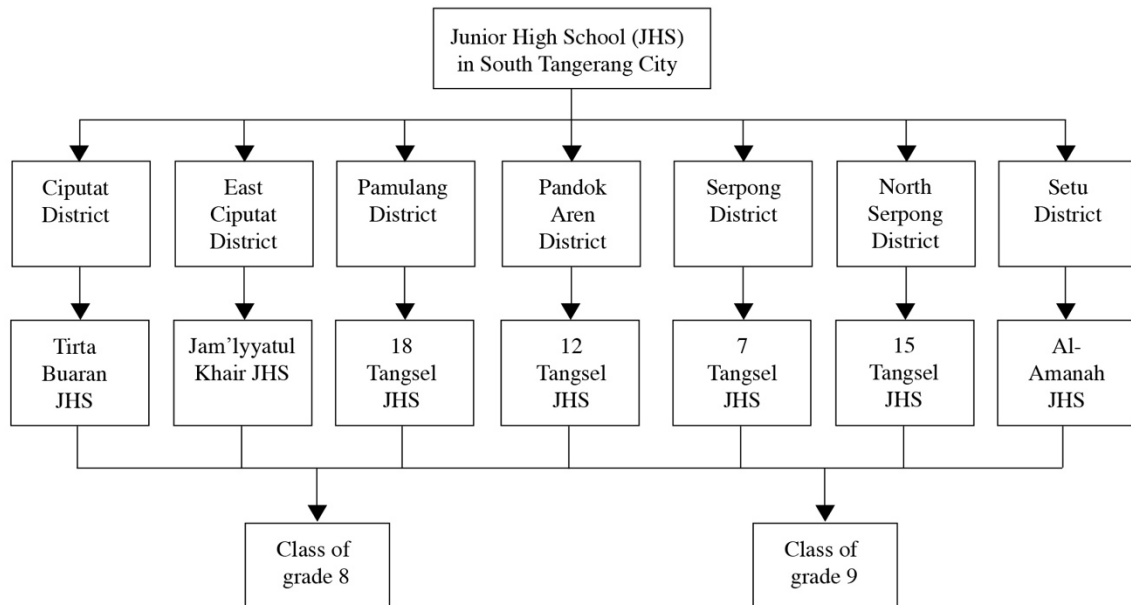 Junior High School (JHS)
in South Tangerang City
Ciputat
District
East
Ciputat
District
Pamulang
District
Pandok
Aren
District
Serpong
District
North
Serpong
District
Setu
District
Tirta
Buaran
JHS
Jam’lyyatul
Khair JHS
18
Tangsel
JHS
12
Tangsel
JHS
7
Tangsel
JHS
15
Tangsel
JHS
Al-
Amanah
JHS
Class of
grade 8
Class of
grade 9